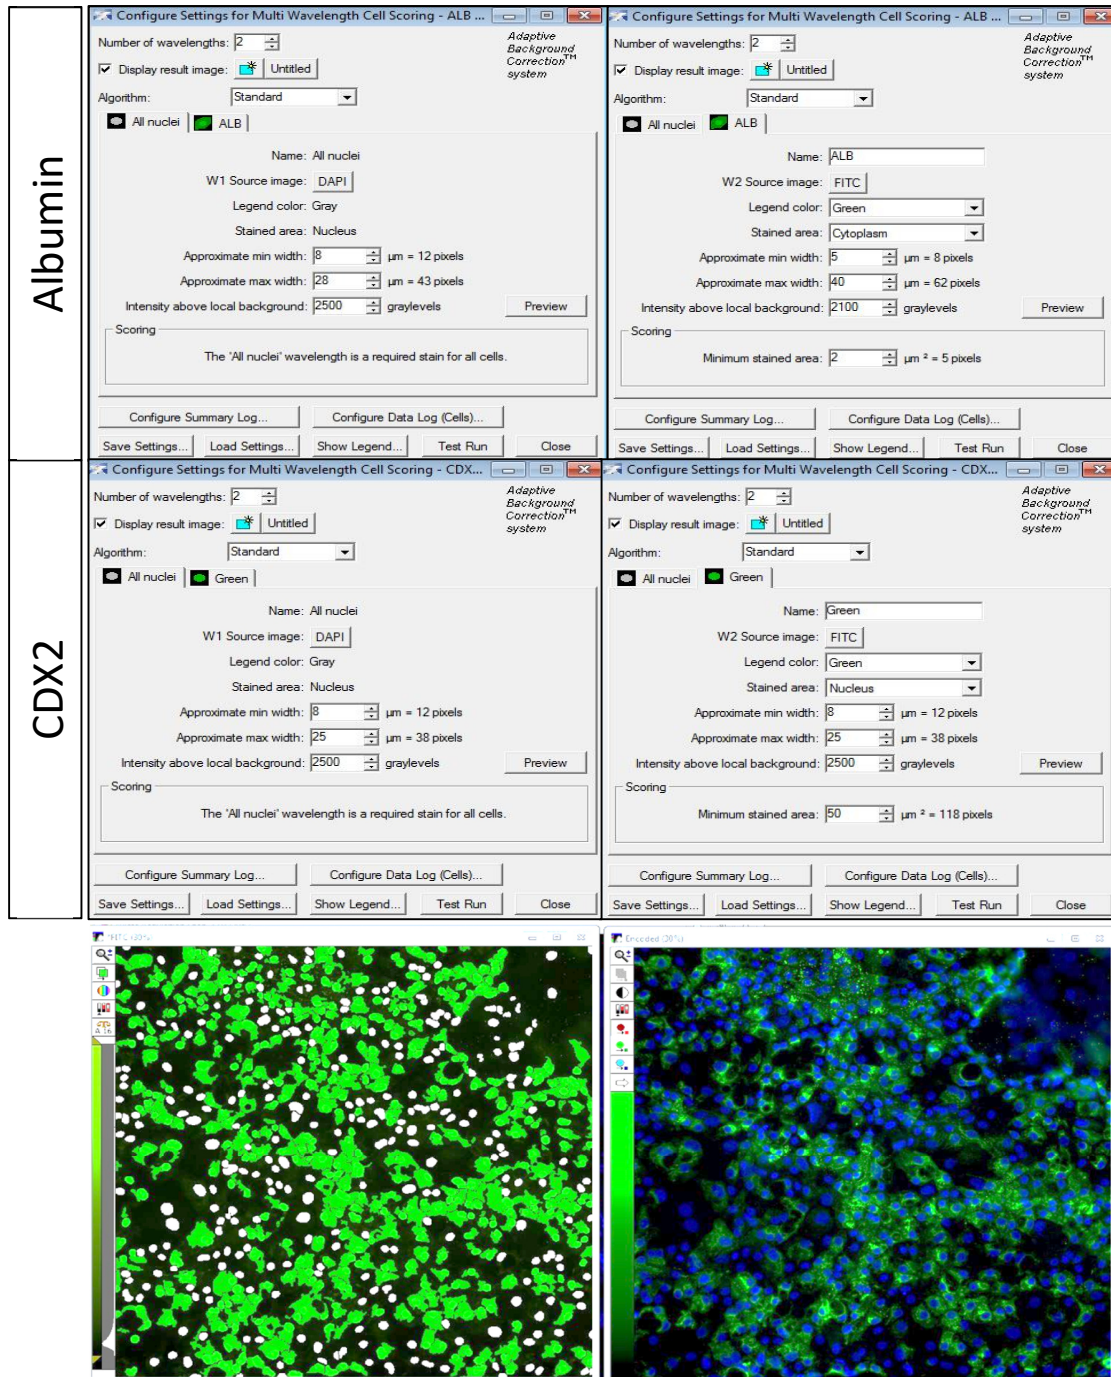 Albumin
Configure Settings for Multi Wavelength Cell Scoring - ALB ...
Number of wavelengths: 2
Adaptive
Background
Correction™
system
Display result image: Untitled
Algorithm: Standard
All nuclei ALB
Name: All nuclei
W1 Source image: DAPI
Legend color: Gray
Stained area: Nucleus
Approximate min width: 8 µm = 12 pixels
Approximate max width: 28 µm = 43 pixels
Intensity above local background: 2500 graylevels Preview
Scoring
The 'All nuclei' wavelength is a required stain for all cells.
Configure Summary Log... Configure Data Log (Cells)...
Save Settings... Load Settings... Show Legend... Test Run Close
Configure Settings for Multi Wavelength Cell Scoring - ALB ...
Number of wavelengths: 2
Adaptive
Background
Correction™
system
Display result image: Untitled
Algorithm: Standard
All nuclei ALB
Name: ALB
W2 Source image: FITC
Legend color: Green
Stained area: Cytoplasm
Approximate min width: 5 µm = 8 pixels
Approximate max width: 40 µm = 62 pixels
Intensity above local background: 2100 graylevels Preview
Scoring
Minimum stained area: 2 µm ² = 5 pixels
Configure Summary Log... Configure Data Log (Cells)...
Save Settings... Load Settings... Show Legend... Test Run Close
CDX2
Configure Settings for Multi Wavelength Cell Scoring - CDX...
Number of wavelengths: 2
Adaptive
Background
Correction™
system
Display result image: Untitled
Algorithm: Standard
All nuclei Green
Name: All nuclei
W1 Source image: DAPI
Legend color: Gray
Stained area: Nucleus
Approximate min width: 8 µm = 12 pixels
Approximate max width: 25 µm = 38 pixels
Intensity above local background: 2500 graylevels Preview
Scoring
The 'All nuclei' wavelength is a required stain for all cells.
Configure Summary Log... Configure Data Log (Cells)...
Save Settings... Load Settings... Show Legend... Test Run Close
Configure Settings for Multi Wavelength Cell Scoring - CDX...
Number of wavelengths: 2
Adaptive
Background
Correction™
system
Display result image: Untitled
Algorithm: Standard
All nuclei Green
Name: Green
W2 Source image: FITC
Legend color: Green
Stained area: Nucleus
Approximate min width: 8 µm = 12 pixels
Approximate max width: 25 µm = 38 pixels
Intensity above local background: 2500 graylevels Preview
Scoring
Minimum stained area: 50 µm ² = 118 pixels
Configure Summary Log... Configure Data Log (Cells)...
Save Settings... Load Settings... Show Legend... Test Run Close
Encoded (30%)